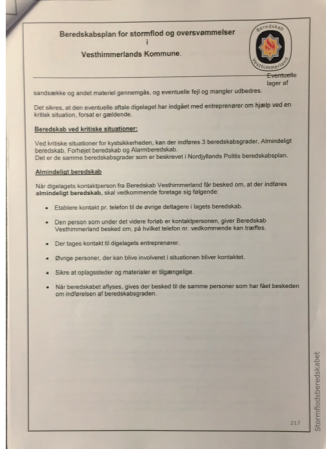 Beredskabsplan for stormflod og oversvømmelser
i
Vesthimmerlands Kommune.
Beredskab
Vesthimmerland
Eventuelle
lager af
sandsække og andet materiel gennemgås, og eventuelle fejl og mangler udbedres.
Det sikres, at den eventuelle aftale digelaget har indgået med entreprenører om hjælp ved en
kritisk situation, forsat er gældende.
Beredskab ved kritiske situationer:
Ved kritiske situationer for kystsikkerheden, kan der indføres 3 beredskabsgrader, Almindeligt
beredskab, Forhøjet beredskab og Alarmberedskab.
Det er de samme beredskabsgrader som er beskrevet i Nordjyllands Politis beredskabsplan.
Almindeligt beredskab
Når digelagets kontaktperson fra Beredskab Vesthimmerland får besked om, at der indføres
almindeligt beredskab, skal vedkommende foretage sig følgende:
• Etablere kontakt pr. telefon til de øvrige deltagere i lagets beredskab.
• Den person som under det videre forløb er kontaktpersonen, giver Beredskab
Vesthimmerland besked om, på hvilket telefon nr. vedkommende kan træffes.
• Der tages kontakt til digelagets entreprenører.
• Øvrige personer, der kan blive involveret i situationen bliver kontaktet.
• Sikre at oplagssteder og materialer er tilgængelige.
• Når beredskabet aflyses, gives der besked til de samme personer som har fået beskeden
om indførelsen af beredskabsgraden.
217
Stormflodsberedskabet